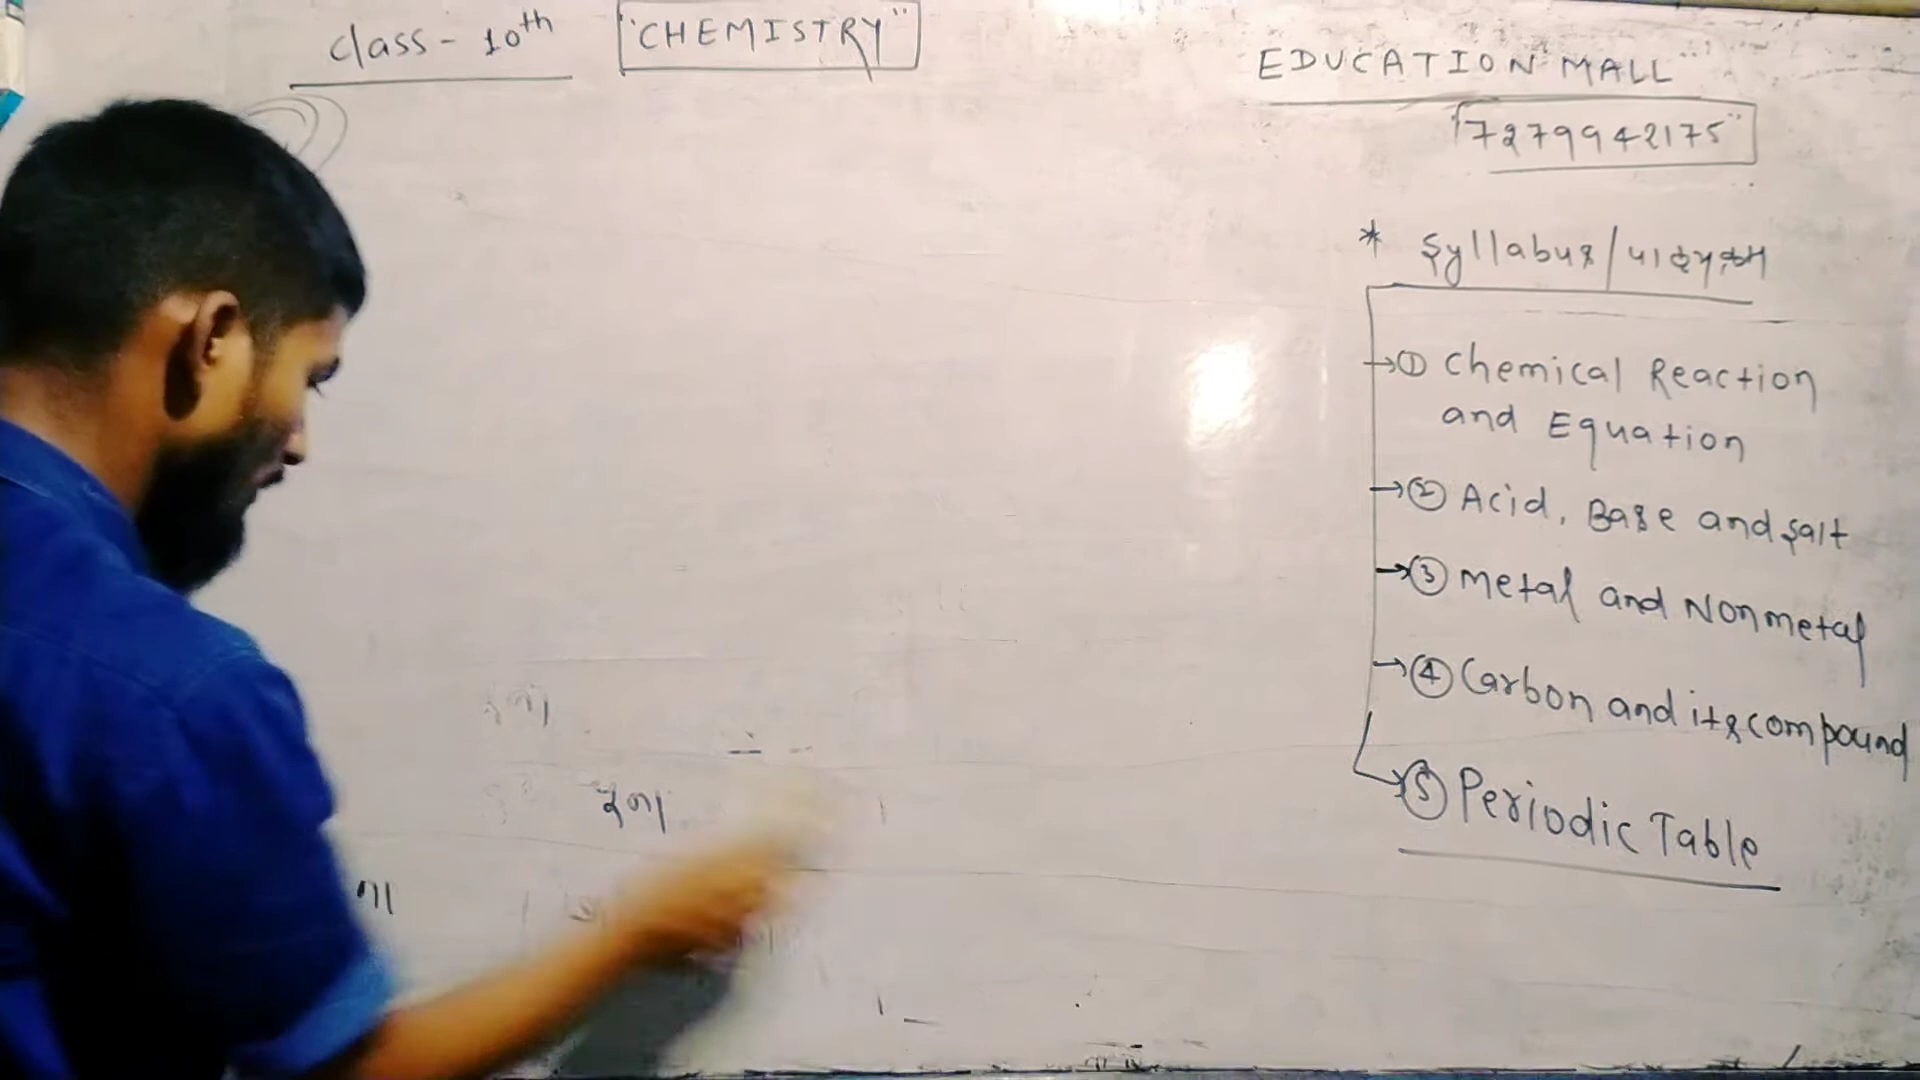 Class - 10th
"CHEMISTRY"
EDUCATION MALL"
7279942175"
* Syllabus/पाठ्यक्रम
→① Chemical Reaction
and Equation
→② Acid, Base and salt
→③ Metal and Nonmetal
→④ Carbon and its compound
→⑤ Periodic Table